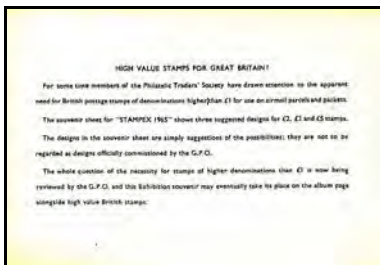 HIGH VALUE STAMPS FOR GREAT BRITAIN?
For some time members of the Philatelic Traders' Society have drawn attention to the apparent
need for British postage stamps of denominations higher than £1 for use on airmail parcels and packets.
The souvenir sheet for "STAMPEX 1965" shows three suggested designs for £2, £3 and £5 stamps.
The designs in the souvenir sheet are simply suggestions of the possibilities; they are not to be
regarded as designs officially commissioned by the G.P.O.
The whole question of the necessity for stamps of higher denominations than £1 is now being
reviewed by the G.P.O. and this Exhibition souvenir may eventually take its place on the album page
alongside high value British stamps.